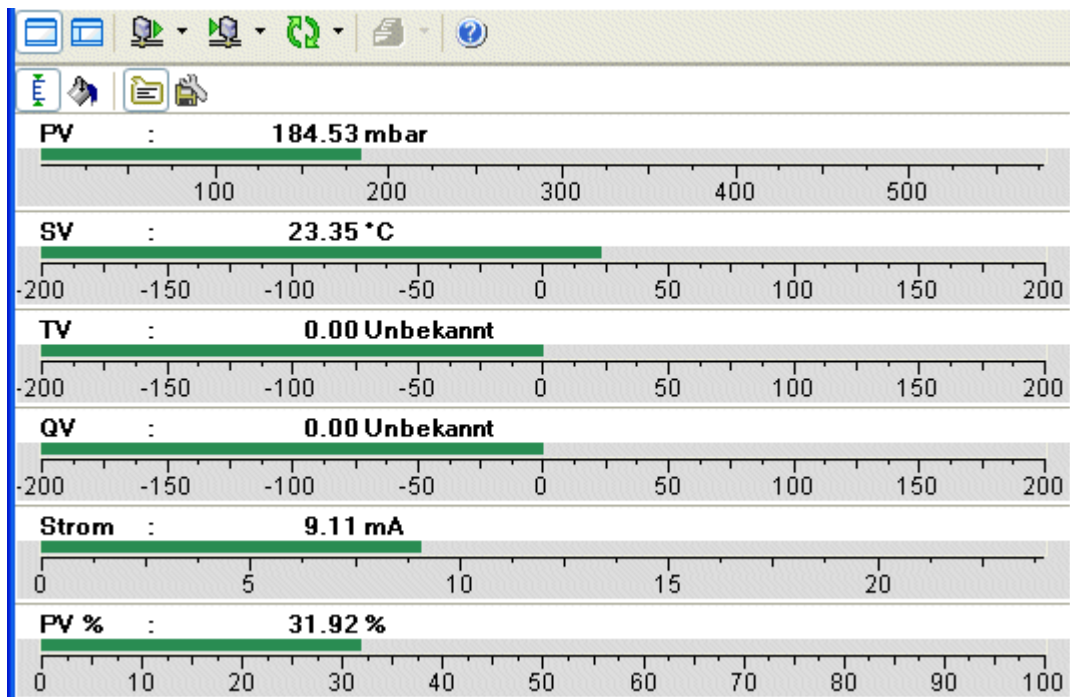 PV : 184.53 mbar
100 200 300 400 500
SV : 23.35 °C
-200 -150 -100 -50 0 50 100 150 200
TV : 0.00 Unbekannt
-200 -150 -100 -50 0 50 100 150 200
QV : 0.00 Unbekannt
-200 -150 -100 -50 0 50 100 150 200
Strom : 9.11 mA
0 5 10 15 20
PV % : 31.92 %
0 10 20 30 40 50 60 70 80 90 100